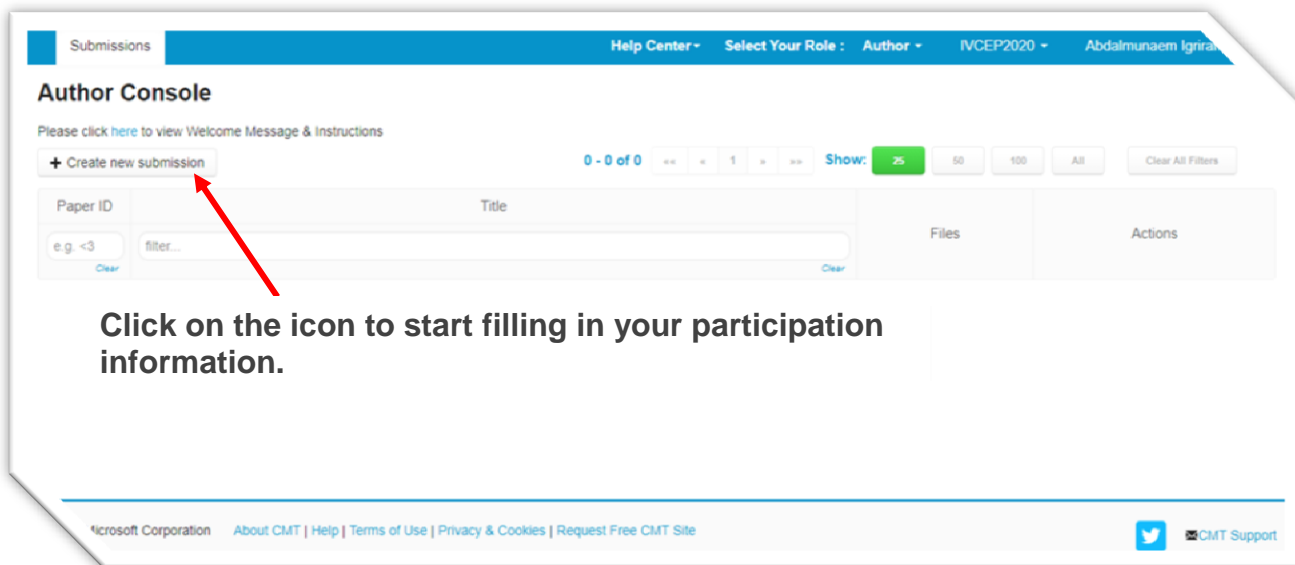 Submissions Help Center Select Your Role : Author IVCEP2020 Abdalmunaem
Author Console
Please click here to view Welcome Message & Instructions
+ Create new submission 0 - 0 of 0 «« « 1 » »» Show: 25 50 100 All Clear All Filters
Paper ID Title Files Actions
e.g. <3 filter...
Clear Clear
Click on the icon to start filling in your participation
information.
Corporation About CMT | Help | Terms of Use | Privacy & Cookies | Request Free CMT Site CMT Support